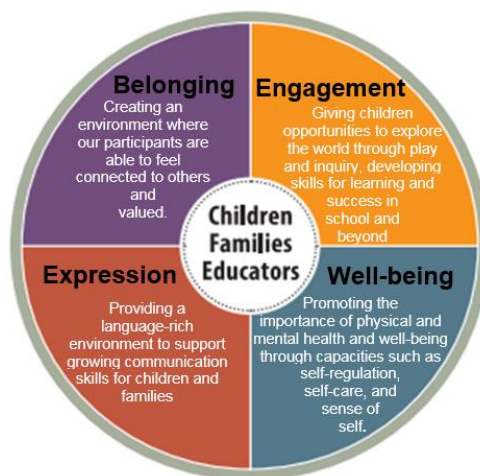 Belonging
Creating an
environment where
our participants are
able to feel
connected to others
and
valued.
Engagement
Giving children
opportunities to explore
the world through play
and inquiry, developing
skills for learning and
success in
school and
beyond
Children
Families
Educators
Expression
Providing a
language-rich
environment to support
growing communication
skills for children and
families
Well-being
Promoting the
importance of physical and
mental health and well-being
through capacities such as
self-regulation,
self-care, and
sense of
self.